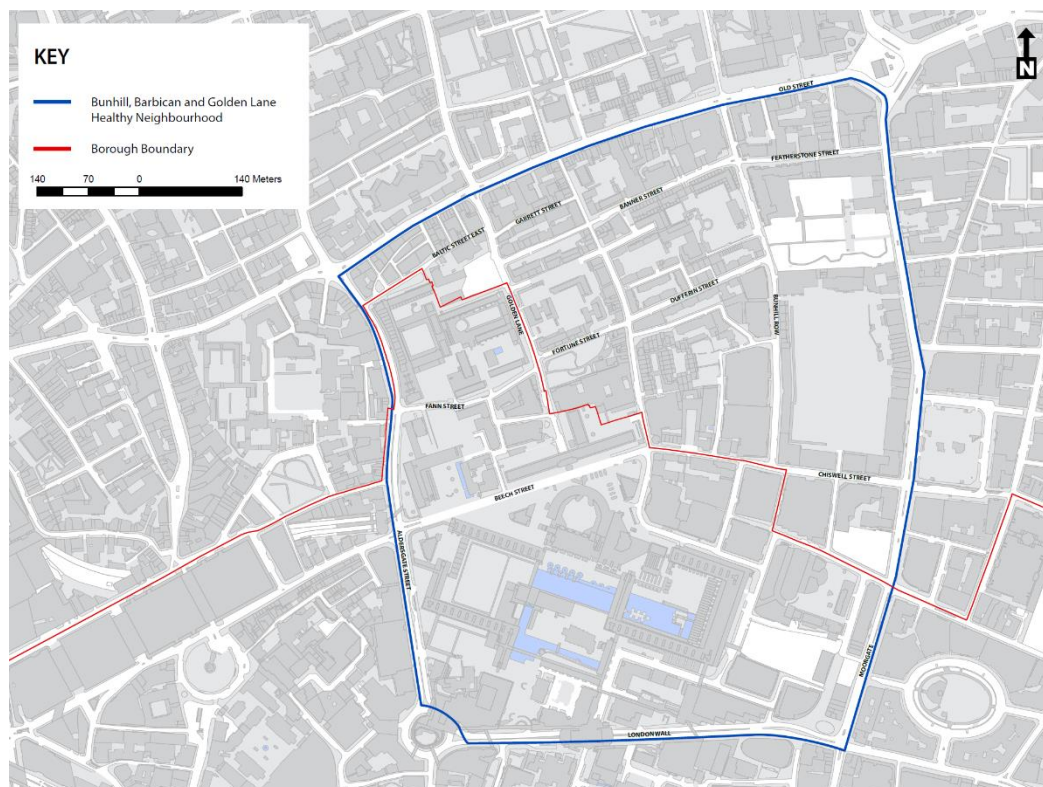 KEY
Bunhill, Barbican and Golden Lane
Healthy Neighbourhood
Borough Boundary
140 70 0 140 Meters
N
OLD STREET
FEATHERSTONE STREET
BANNER STREET
GARRETT STREET
BALTIC STREET EAST
DUFFERIN STREET
GOLDEN LANE
BUNHILL ROW
FORTUNE STREET
FANN STREET
CHISWELL STREET
BEECH STREET
ALDERSGATE STREET
MOORGATE
LONDON WALL